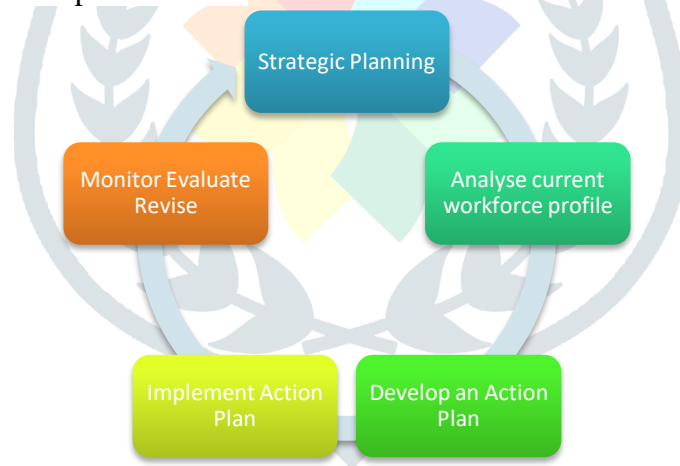 Strategic Planning
Analyse current
workforce profile
Develop an Action
Plan
Implement Action
Plan
Monitor Evaluate
Revise